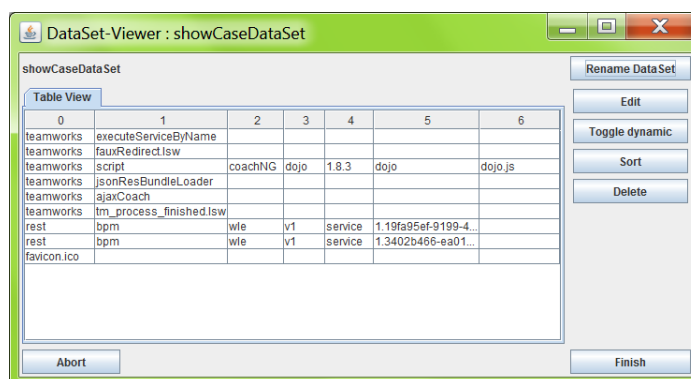 DataSet-Viewer : showCaseDataSet
showCaseDataSet
Rename DataSet
Table View
Edit
0 1 2 3 4 5 6
Toggle dynamic
teamworks executeServiceByName
teamworks fauxRedirect.lsw
teamworks script coachNG dojo 1.8.3 dojo dojo.js
Sort
teamworks jsonResBundleLoader
teamworks ajaxCoach
Delete
teamworks tm_process_finished.lsw
rest bpm wle v1 service 1.19fa95ef-9199-4...
rest bpm wle v1 service 1.3402b466-ea01...
favicon.ico
Abort
Finish